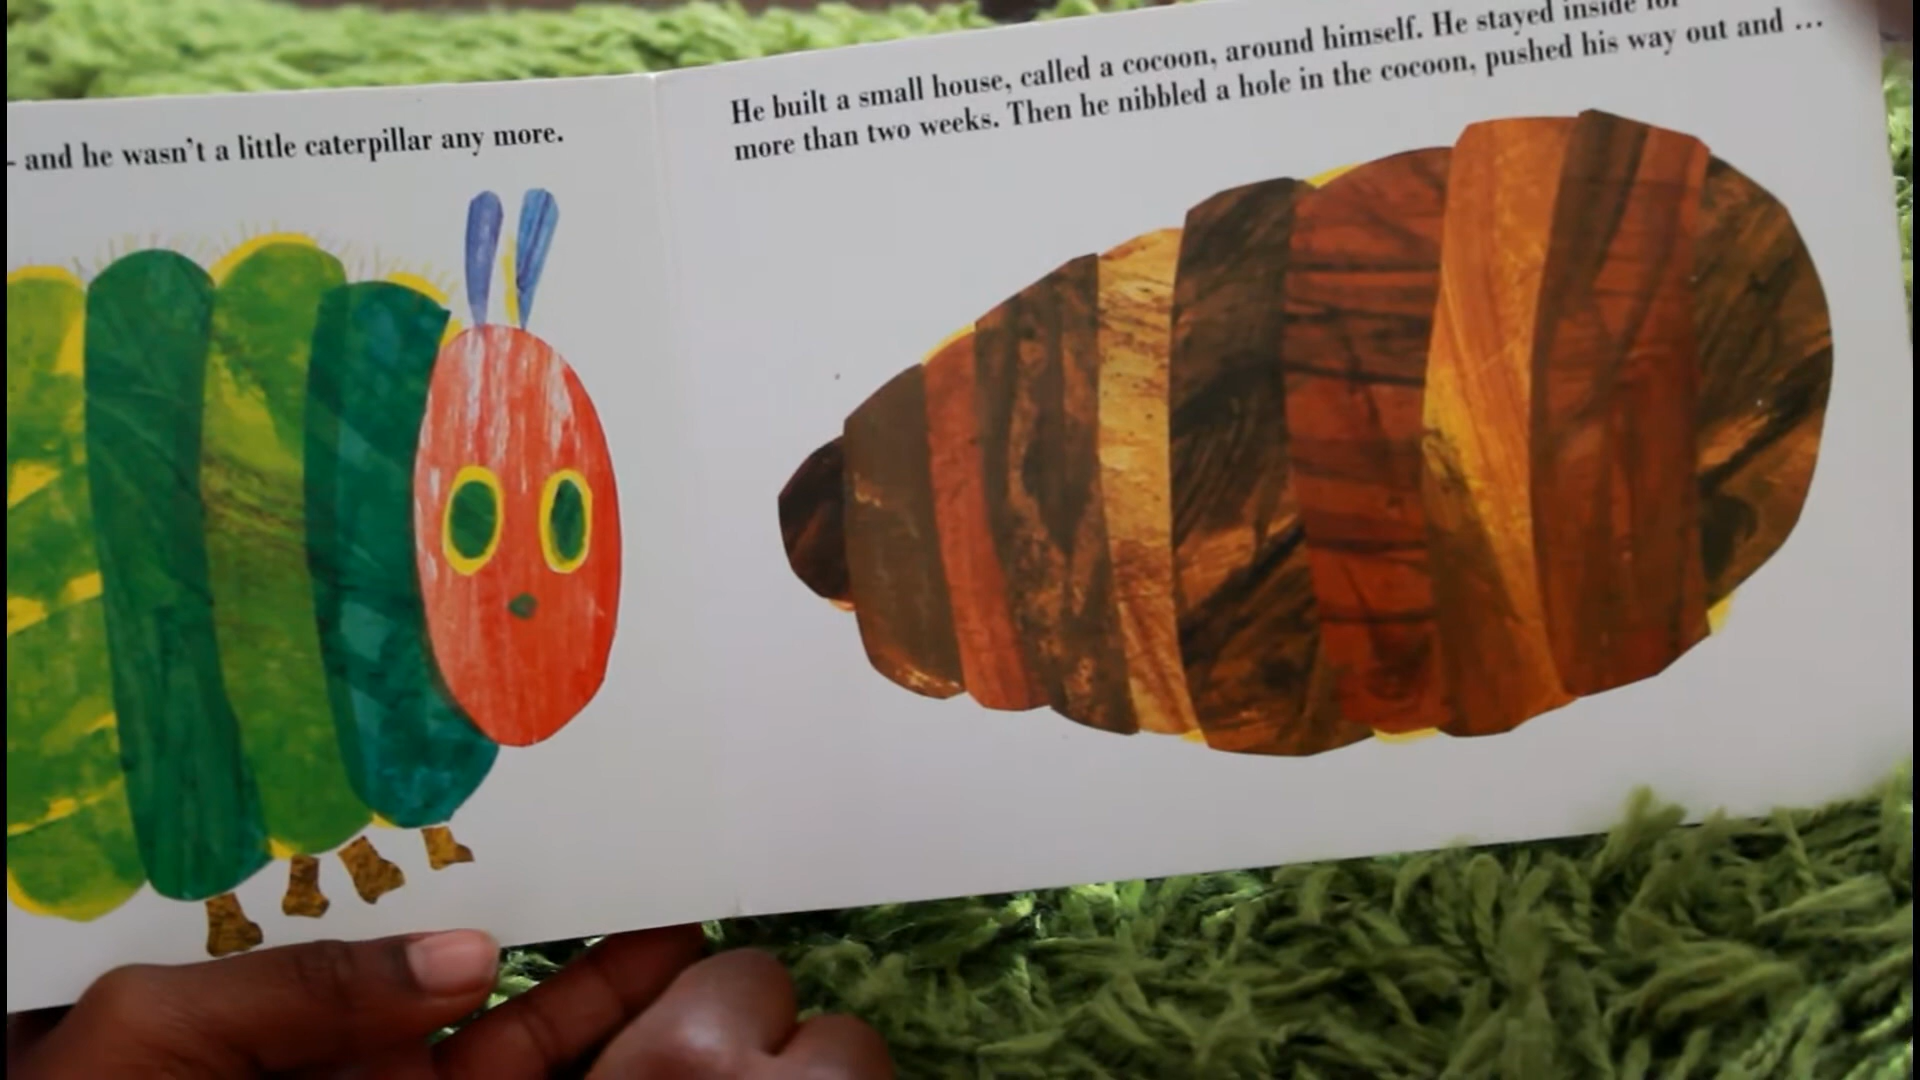 – and he wasn't a little caterpillar any more.
He built a small house, called a cocoon, around himself. He stayed inside for
more than two weeks. Then he nibbled a hole in the cocoon, pushed his way out and …